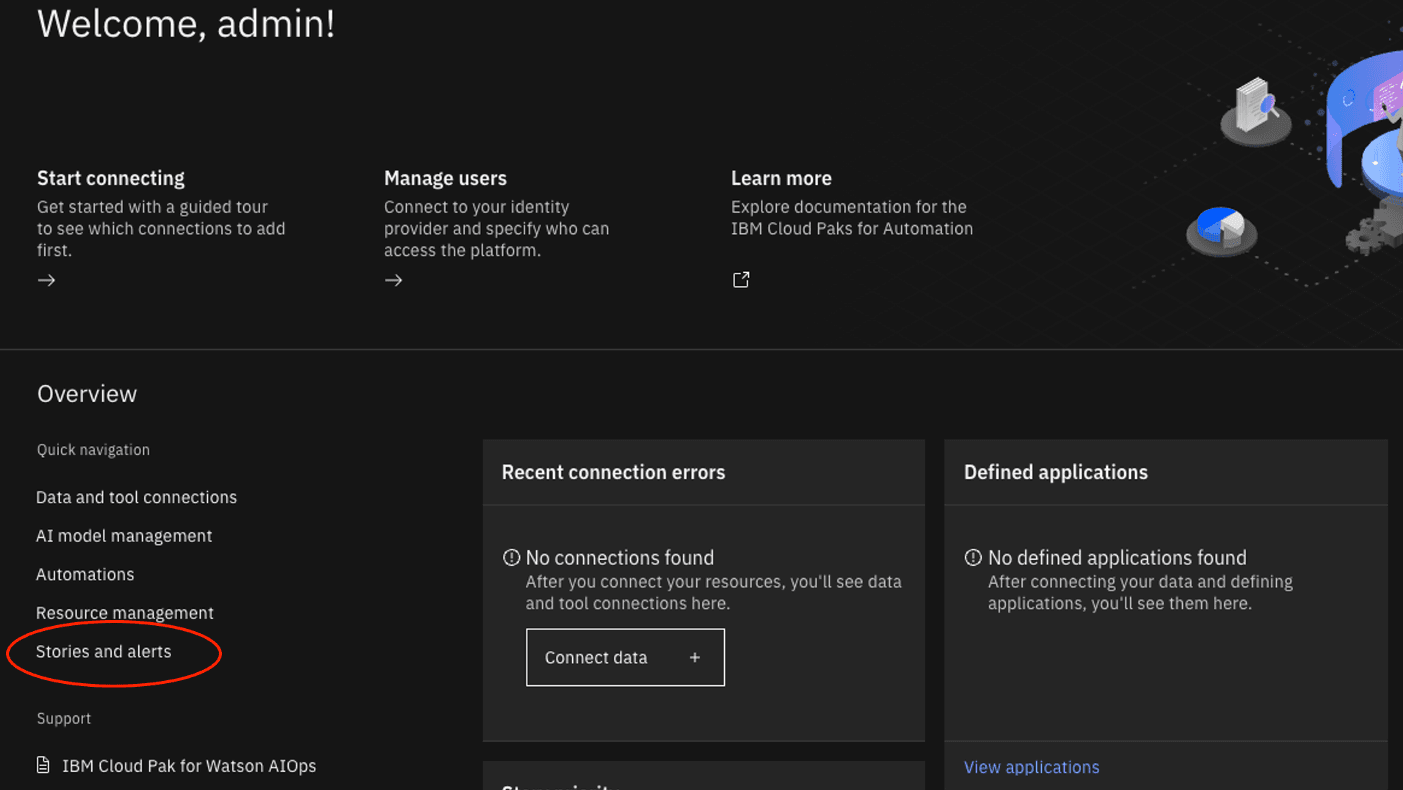 Welcome, admin!
Start connecting
Get started with a guided tour
to see which connections to add
first.
Manage users
Connect to your identity
provider and specify who can
access the platform.
Learn more
Explore documentation for the
IBM Cloud Paks for Automation
Overview
Quick navigation
Data and tool connections
AI model management
Automations
Resource management
Stories and alerts
Support
IBM Cloud Pak for Watson AIOps
Recent connection errors
No connections found
After you connect your resources, you'll see data
and tool connections here.
Connect data +
Defined applications
No defined applications found
After connecting your data and defining
applications, you'll see them here.
View applications